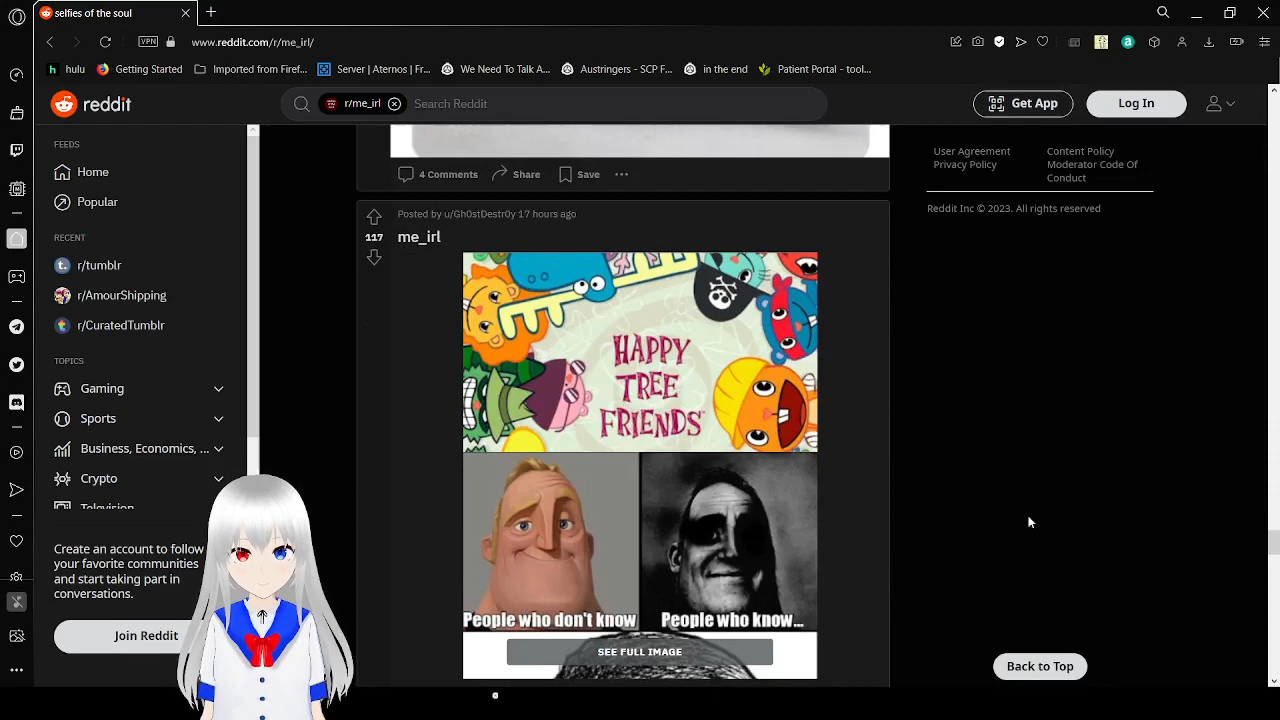 selfies of the soul
VPN
www.reddit.com/r/me_irl/
hulu
Getting Started
Imported from Firef...
Server | Aternos | Fr...
We Need To Talk A...
Austringers - SCP F...
in the end
Patient Portal - tool...
reddit
r/me_irl
Search Reddit
Get App
Log In
FEEDS
Home
Popular
RECENT
r/tumblr
r/AmourShipping
r/CuratedTumblr
TOPICS
Gaming
Sports
Business, Economics, ...
Crypto
Television
Create an account to follow
your favorite communities
and start taking part in
conversations.
Join Reddit
4 Comments
Share
Save
Posted by u/Gh0stDestr0y 17 hours ago
117
me_irl
HAPPY
TREE
FRIENDS
People who don't know
People who know...
SEE FULL IMAGE
User Agreement
Privacy Policy
Content Policy
Moderator Code Of
Conduct
Reddit Inc © 2023. All rights reserved
Back to Top